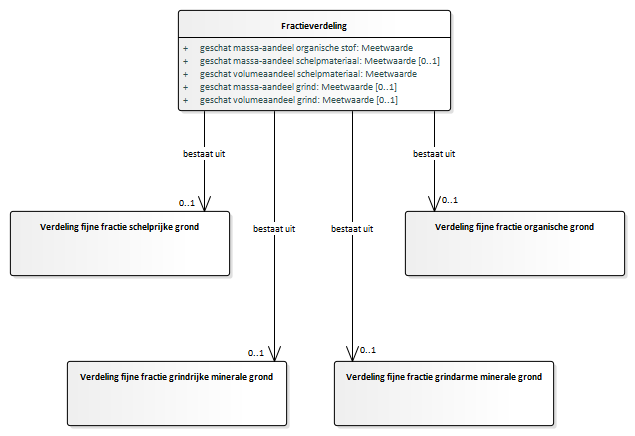 Fractieverdeling
+ geschat massa-aandeel organische stof: Meetwaarde
+ geschat massa-aandeel schelpmateriaal: Meetwaarde [0..1]
+ geschat volumeaandeel schelpmateriaal: Meetwaarde
+ geschat massa-aandeel grind: Meetwaarde [0..1]
+ geschat volumeaandeel grind: Meetwaarde [0..1]
bestaat uit
bestaat uit
0..1
0..1
Verdeling fijne fractie schelprijke grond
Verdeling fijne fractie organische grond
bestaat uit
bestaat uit
0..1
0..1
Verdeling fijne fractie grindrijke minerale grond
Verdeling fijne fractie grindarme minerale grond